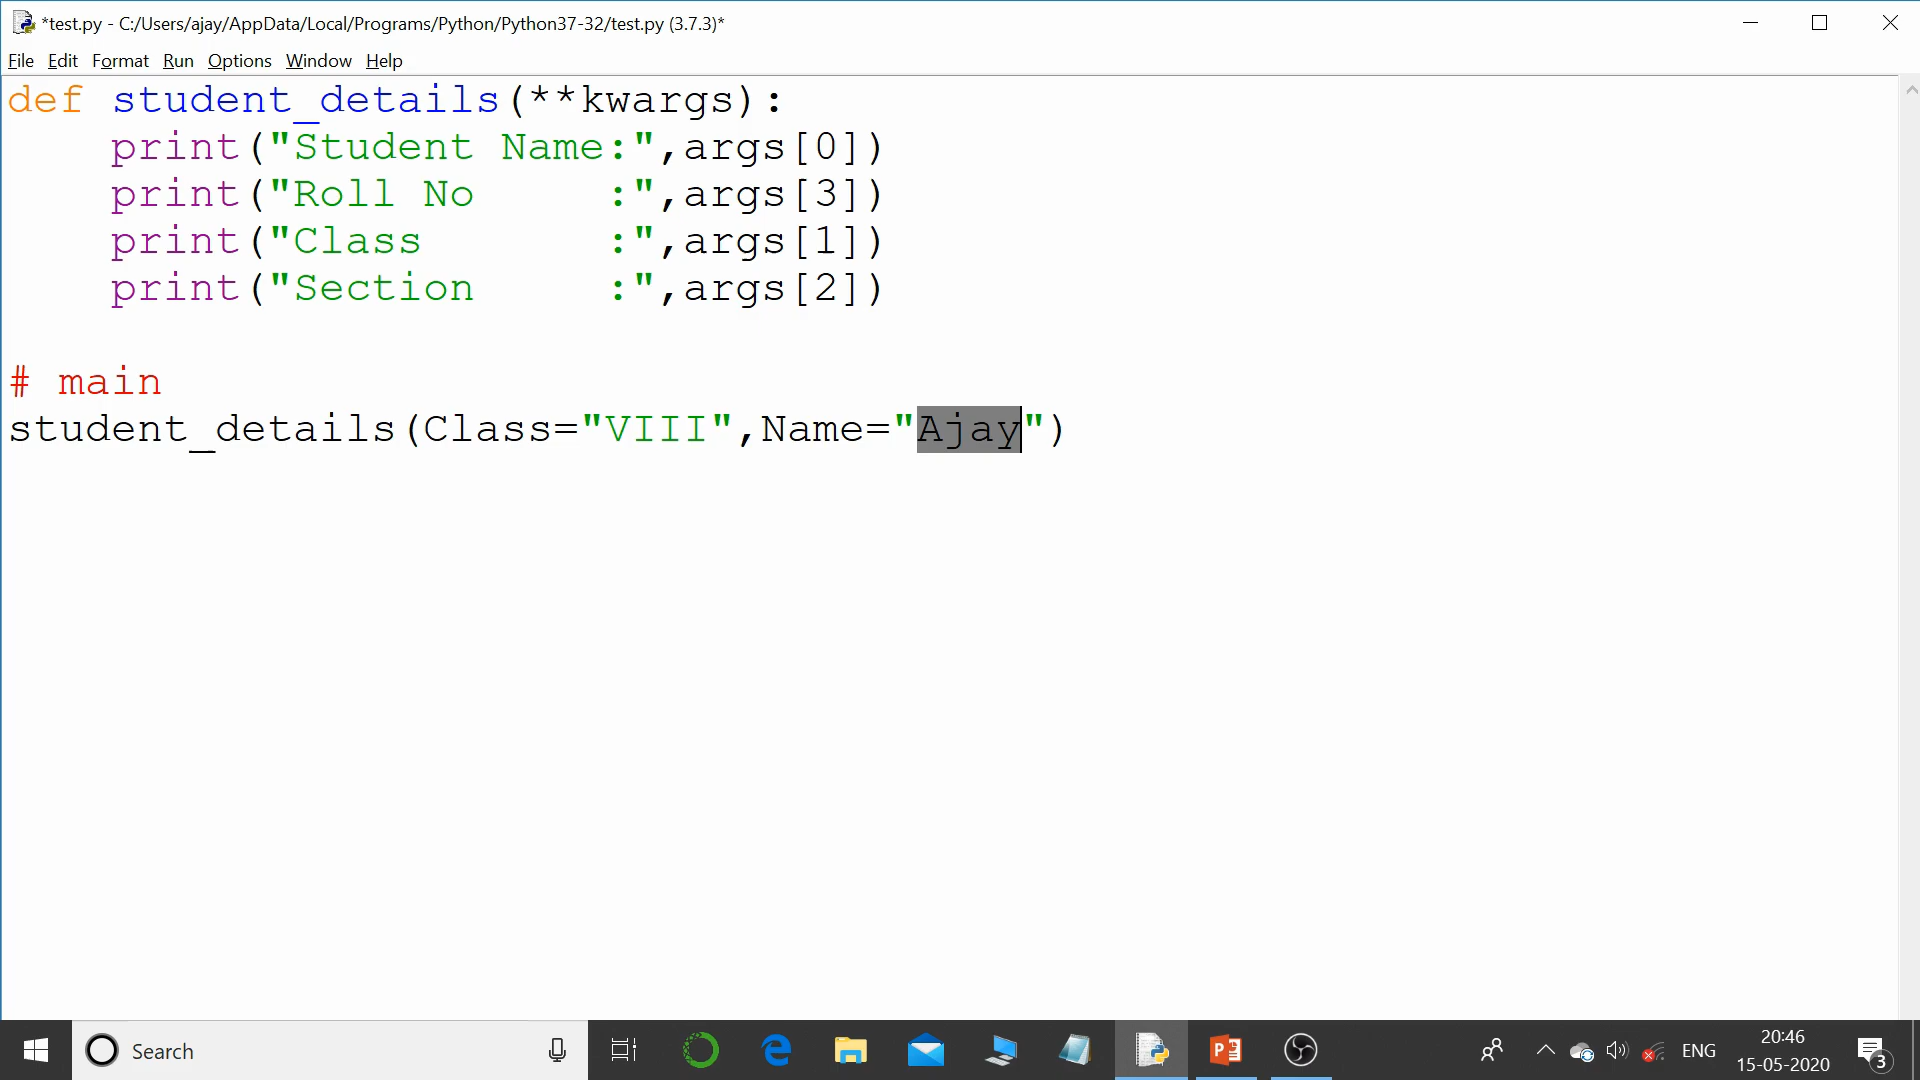 *test.py - C:/Users/ajay/AppData/Local/Programs/Python/Python37-32/test.py (3.7.3)*
File Edit Format Run Options Window Help
def student_details(**kwargs):
    print("Student Name:",args[0])
    print("Roll No     :",args[3])
    print("Class       :",args[1])
    print("Section     :",args[2])
# main
student_details(Class="VIII",Name="Ajay")
Search
ENG
20:46
15-05-2020
3